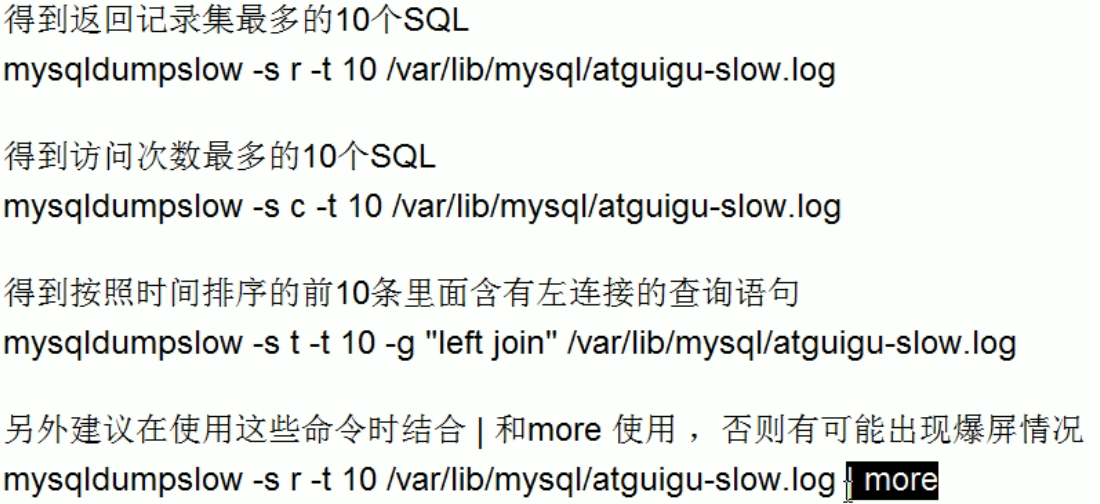 得到返回记录集最多的10个SQL
mysqldumpslow -s r -t 10 /var/lib/mysql/atguigu-slow.log
得到访问次数最多的10个SQL
mysqldumpslow -s c -t 10 /var/lib/mysql/atguigu-slow.log
得到按照时间排序的前10条里面含有左连接的查询语句
mysqldumpslow -s t -t 10 -g "left join" /var/lib/mysql/atguigu-slow.log
另外建议在使用这些命令时结合 | 和more 使用 ，否则有可能出现爆屏情况
mysqldumpslow -s r -t 10 /var/lib/mysql/atguigu-slow.log | more